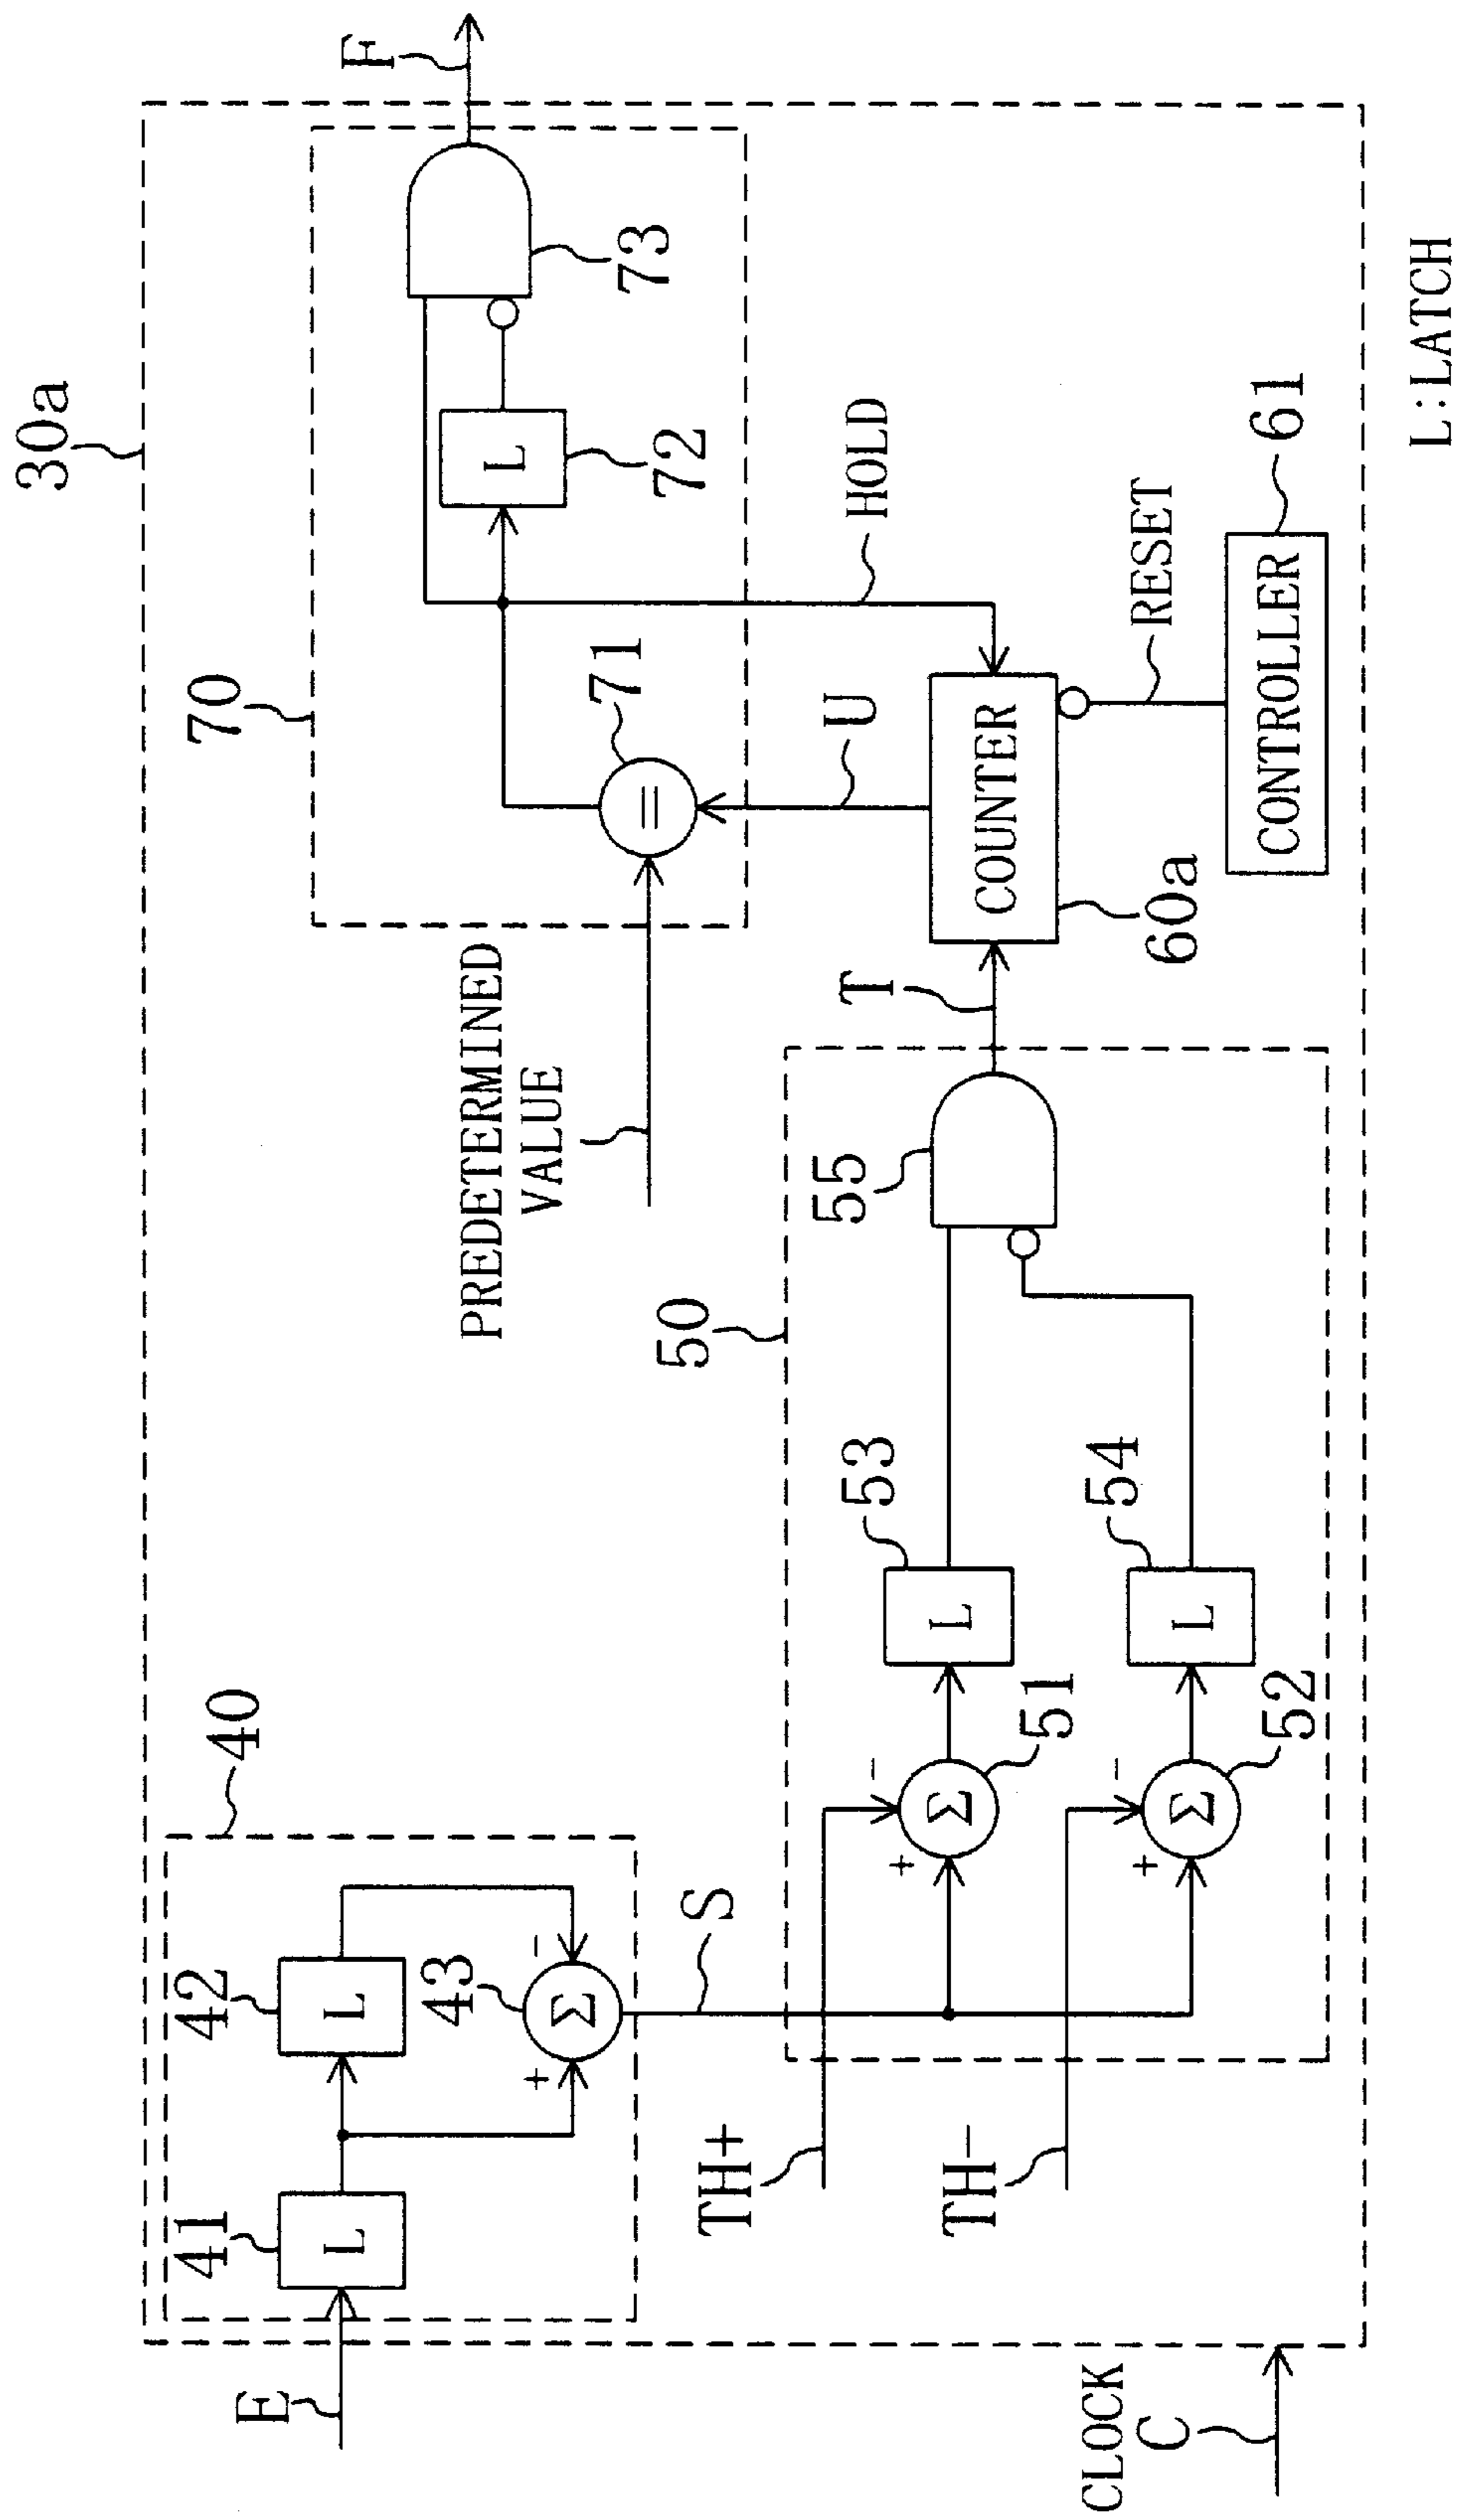 30a
F
70
73
L
72
71
=
HOLD
PREDETERMINED
VALUE
U
RESET
T
COUNTER
60a
CONTROLLER
61
L:LATCH
40
42
L
41
L
43
Σ
+
−
E
S
50
55
53
L
54
L
51
Σ
+
−
52
Σ
+
−
TH+
TH−
CLOCK
C